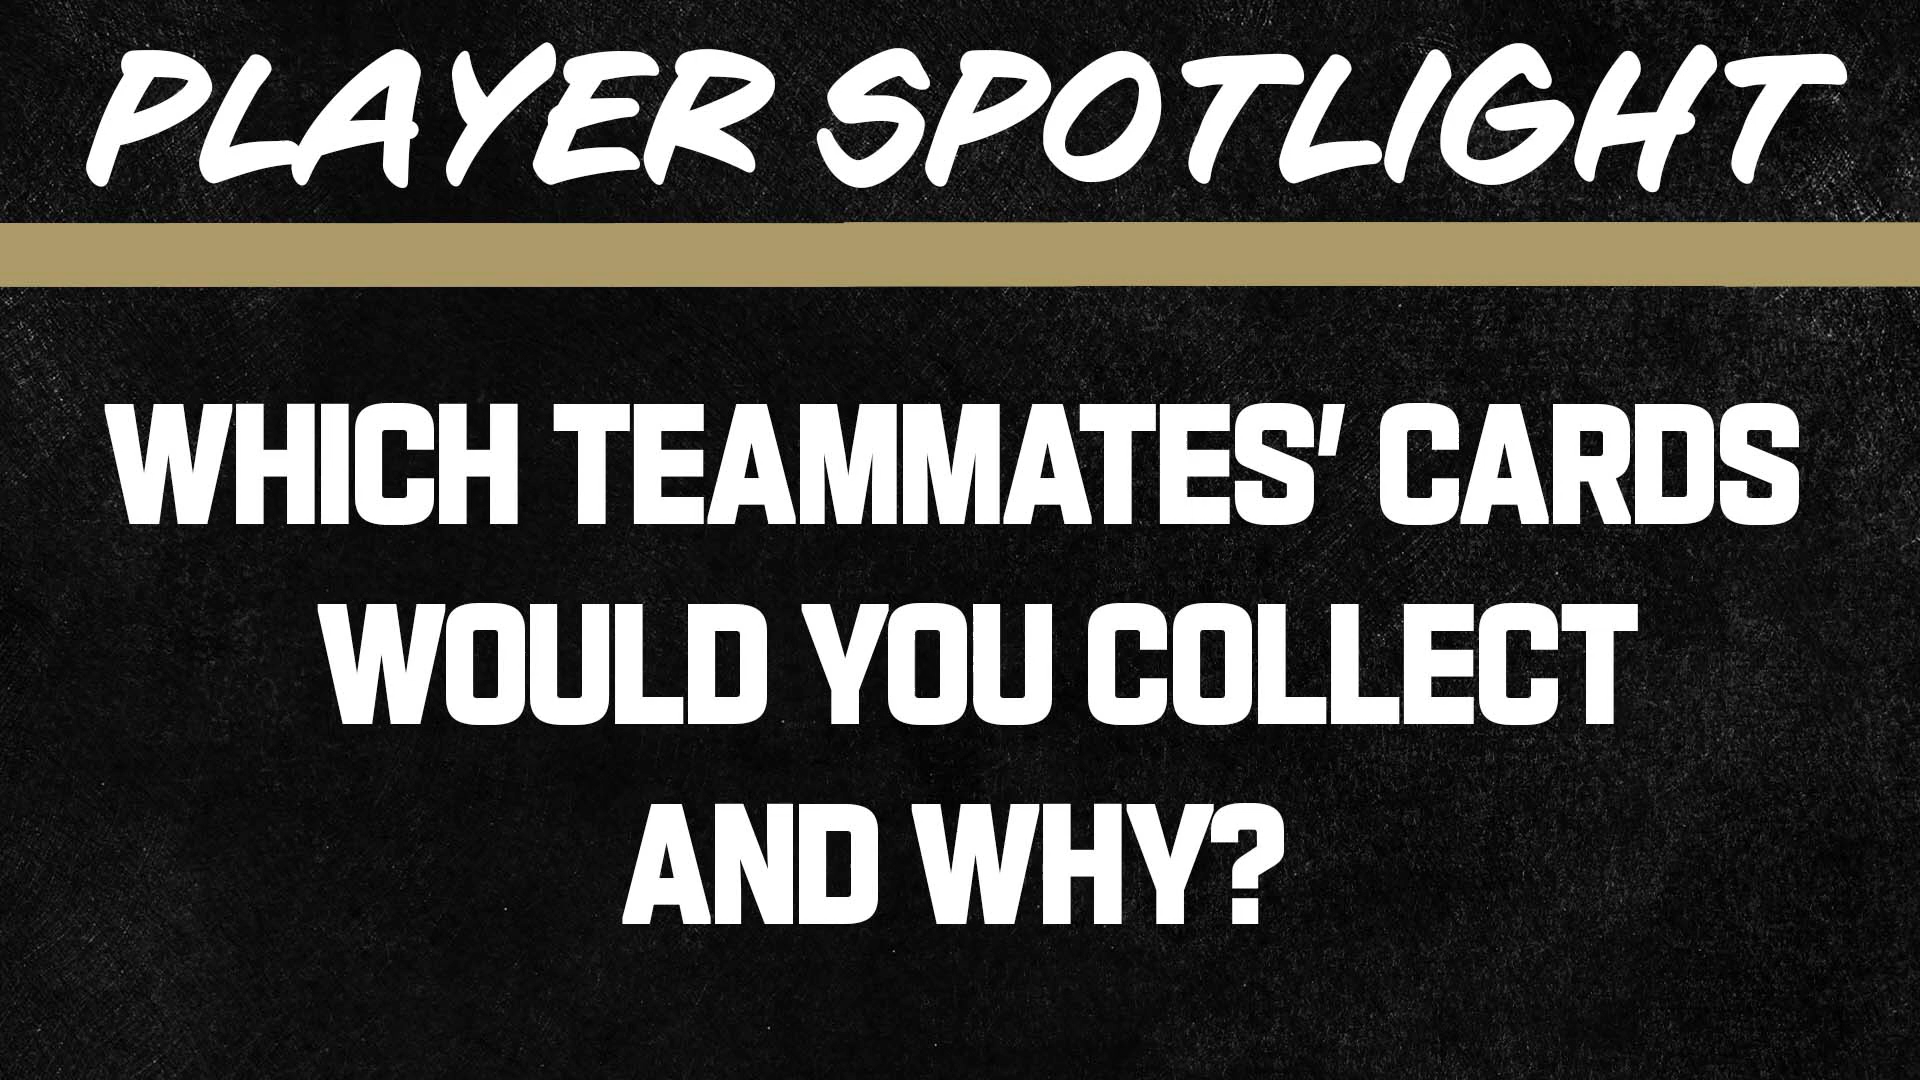 PLAYER SPOTLIGHT
WHICH TEAMMATES' CARDS
WOULD YOU COLLECT
AND WHY?